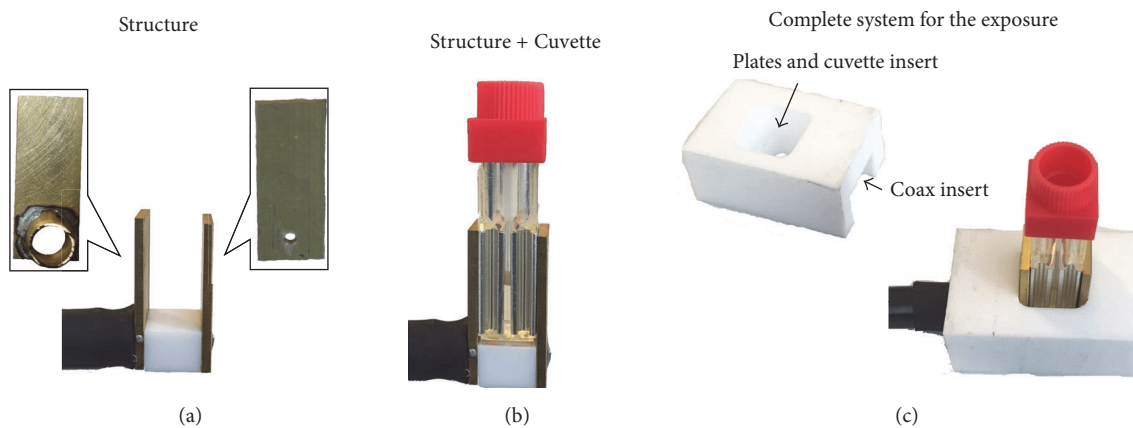 Structure
Structure + Cuvette
Complete system for the exposure
Plates and cuvette insert
Coax insert
(a)
(b)
(c)